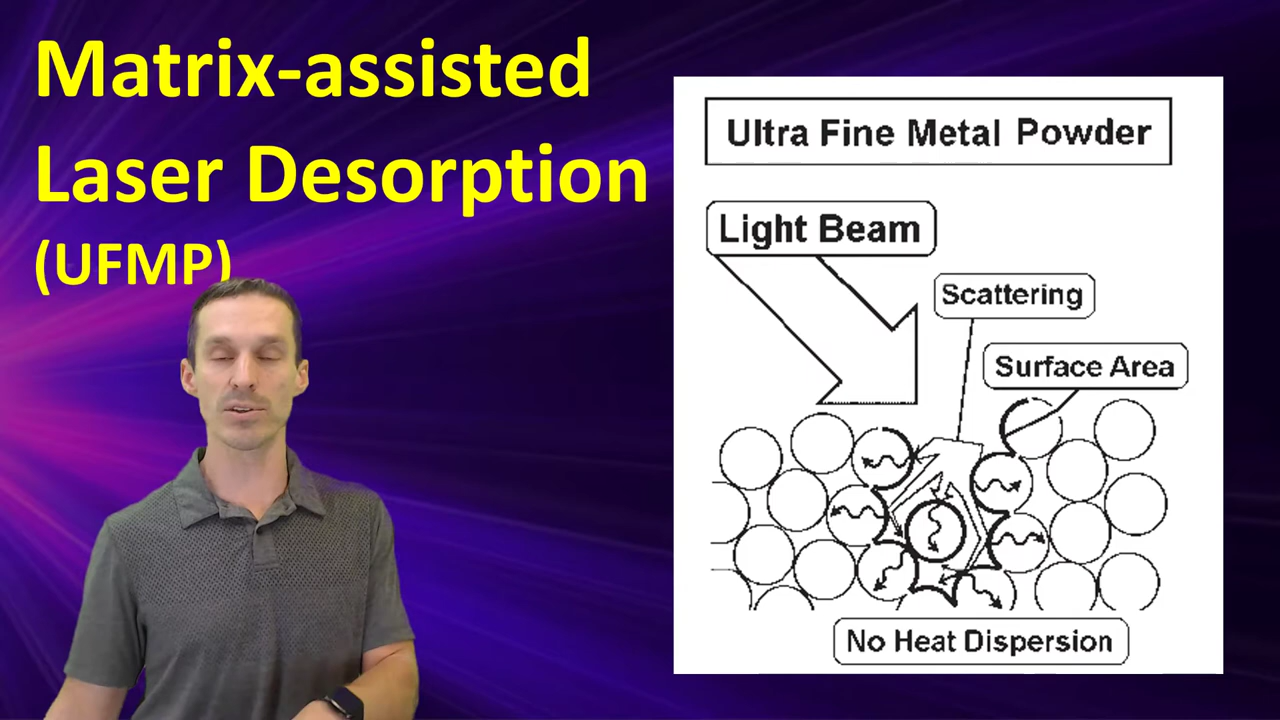 Matrix-assisted
Laser Desorption
(UFMP)
Ultra Fine Metal Powder
Light Beam
Scattering
Surface Area
No Heat Dispersion